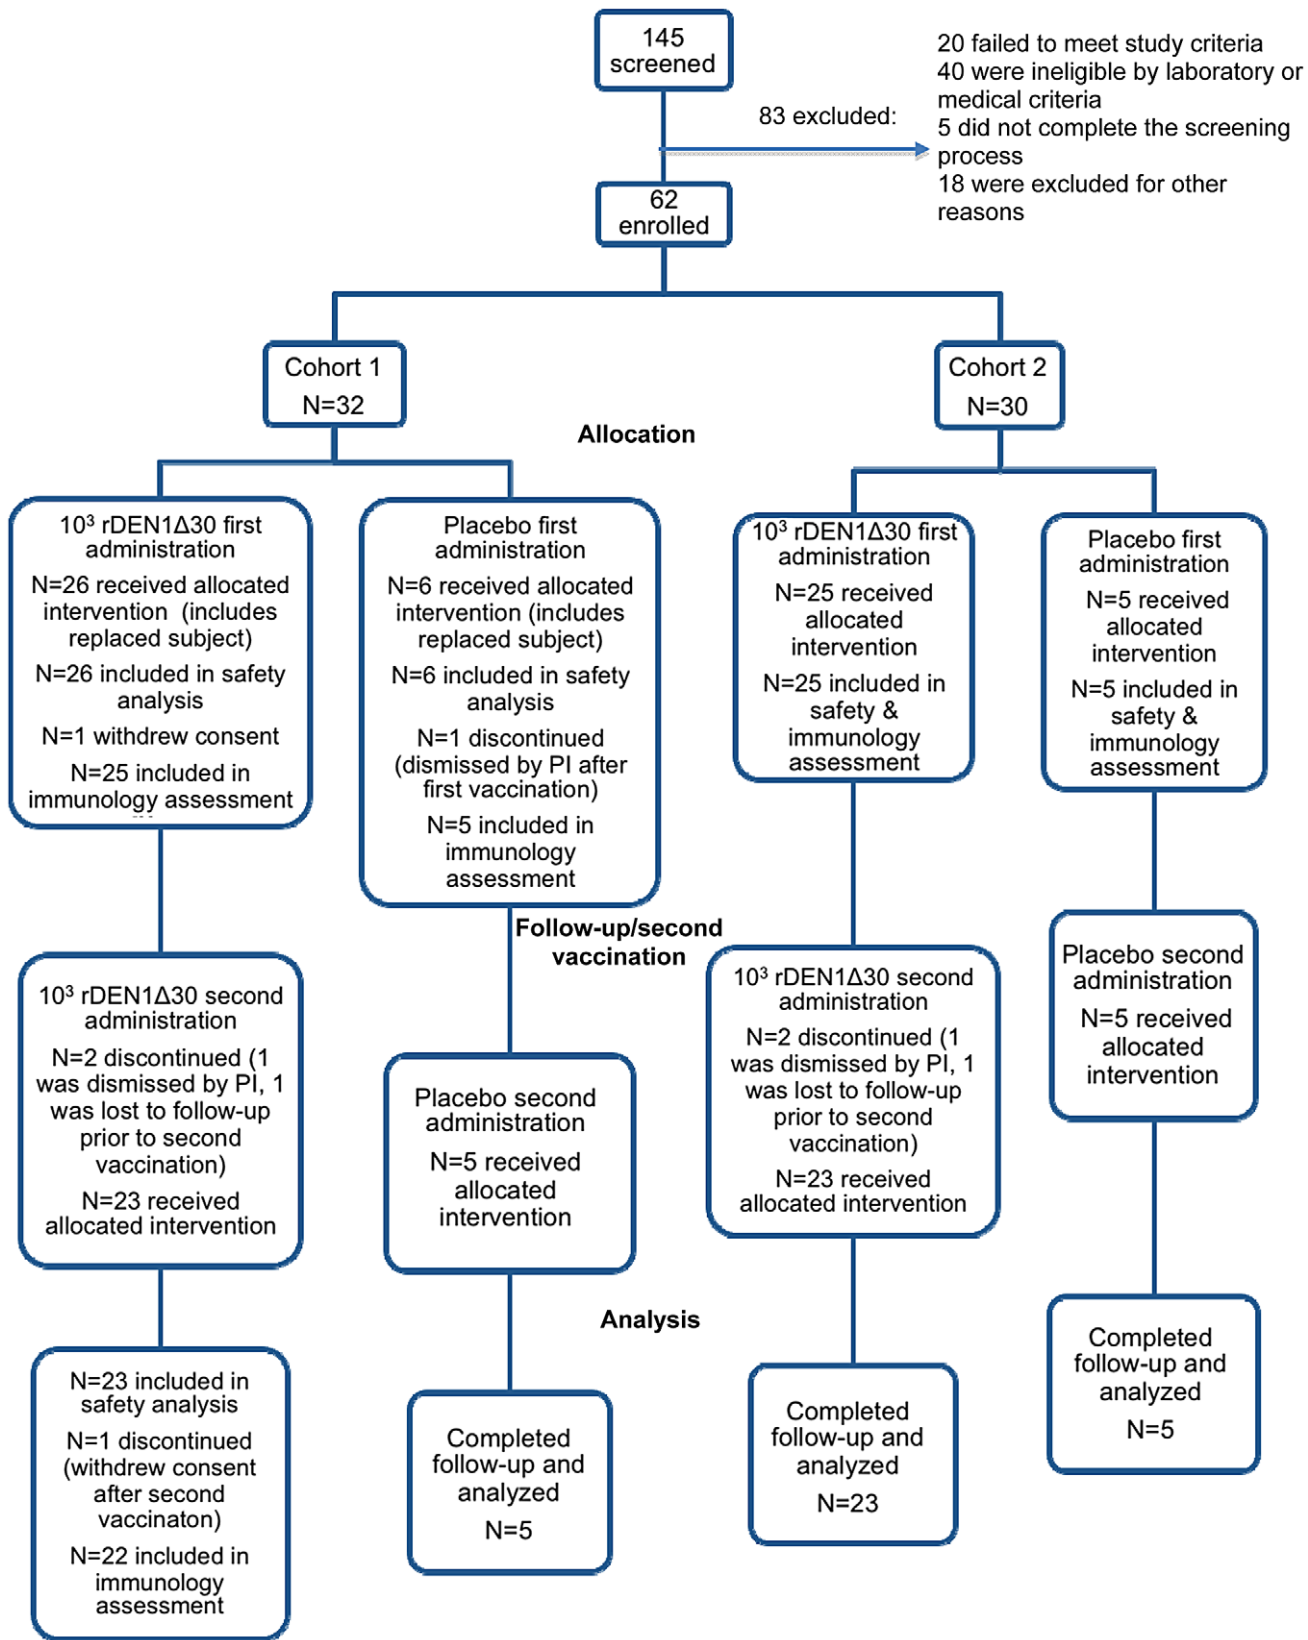 145
screened
20 failed to meet study criteria
40 were ineligible by laboratory or
medical criteria
5 did not complete the screening
process
18 were excluded for other
reasons
83 excluded:
62
enrolled
Cohort 1
N=32
Cohort 2
N=30
Allocation
10³ rDEN1Δ30 first
administration
N=26 received allocated
intervention (includes
replaced subject)
N=26 included in safety
analysis
N=1 withdrew consent
N=25 included in
immunology assessment
Placebo first
administration
N=6 received allocated
intervention (includes
replaced subject)
N=6 included in safety
analysis
N=1 discontinued
(dismissed by PI after
first vaccination)
N=5 included in
immunology
assessment
10³ rDEN1Δ30 first
administration
N=25 received
allocated
intervention
N=25 included in
safety &
immunology
assessment
Placebo first
administration
N=5 received
allocated
intervention
N=5 included in
safety &
immunology
assessment
Follow-up/second
vaccination
10³ rDEN1Δ30 second
administration
N=2 discontinued (1
was dismissed by PI, 1
was lost to follow-up
prior to second
vaccination)
N=23 received
allocated intervention
Placebo second
administration
N=5 received
allocated
intervention
10³ rDEN1Δ30 second
administration
N=2 discontinued (1
was dismissed by PI, 1
was lost to follow-up
prior to second
vaccination)
N=23 received
allocated intervention
Placebo second
administration
N=5 received
allocated
intervention
Analysis
N=23 included in
safety analysis
N=1 discontinued
(withdrew consent
after second
vaccinaton)
N=22 included in
immunology
assessment
Completed
follow-up and
analyzed
N=5
Completed
follow-up and
analyzed
N=23
Completed
follow-up and
analyzed
N=5